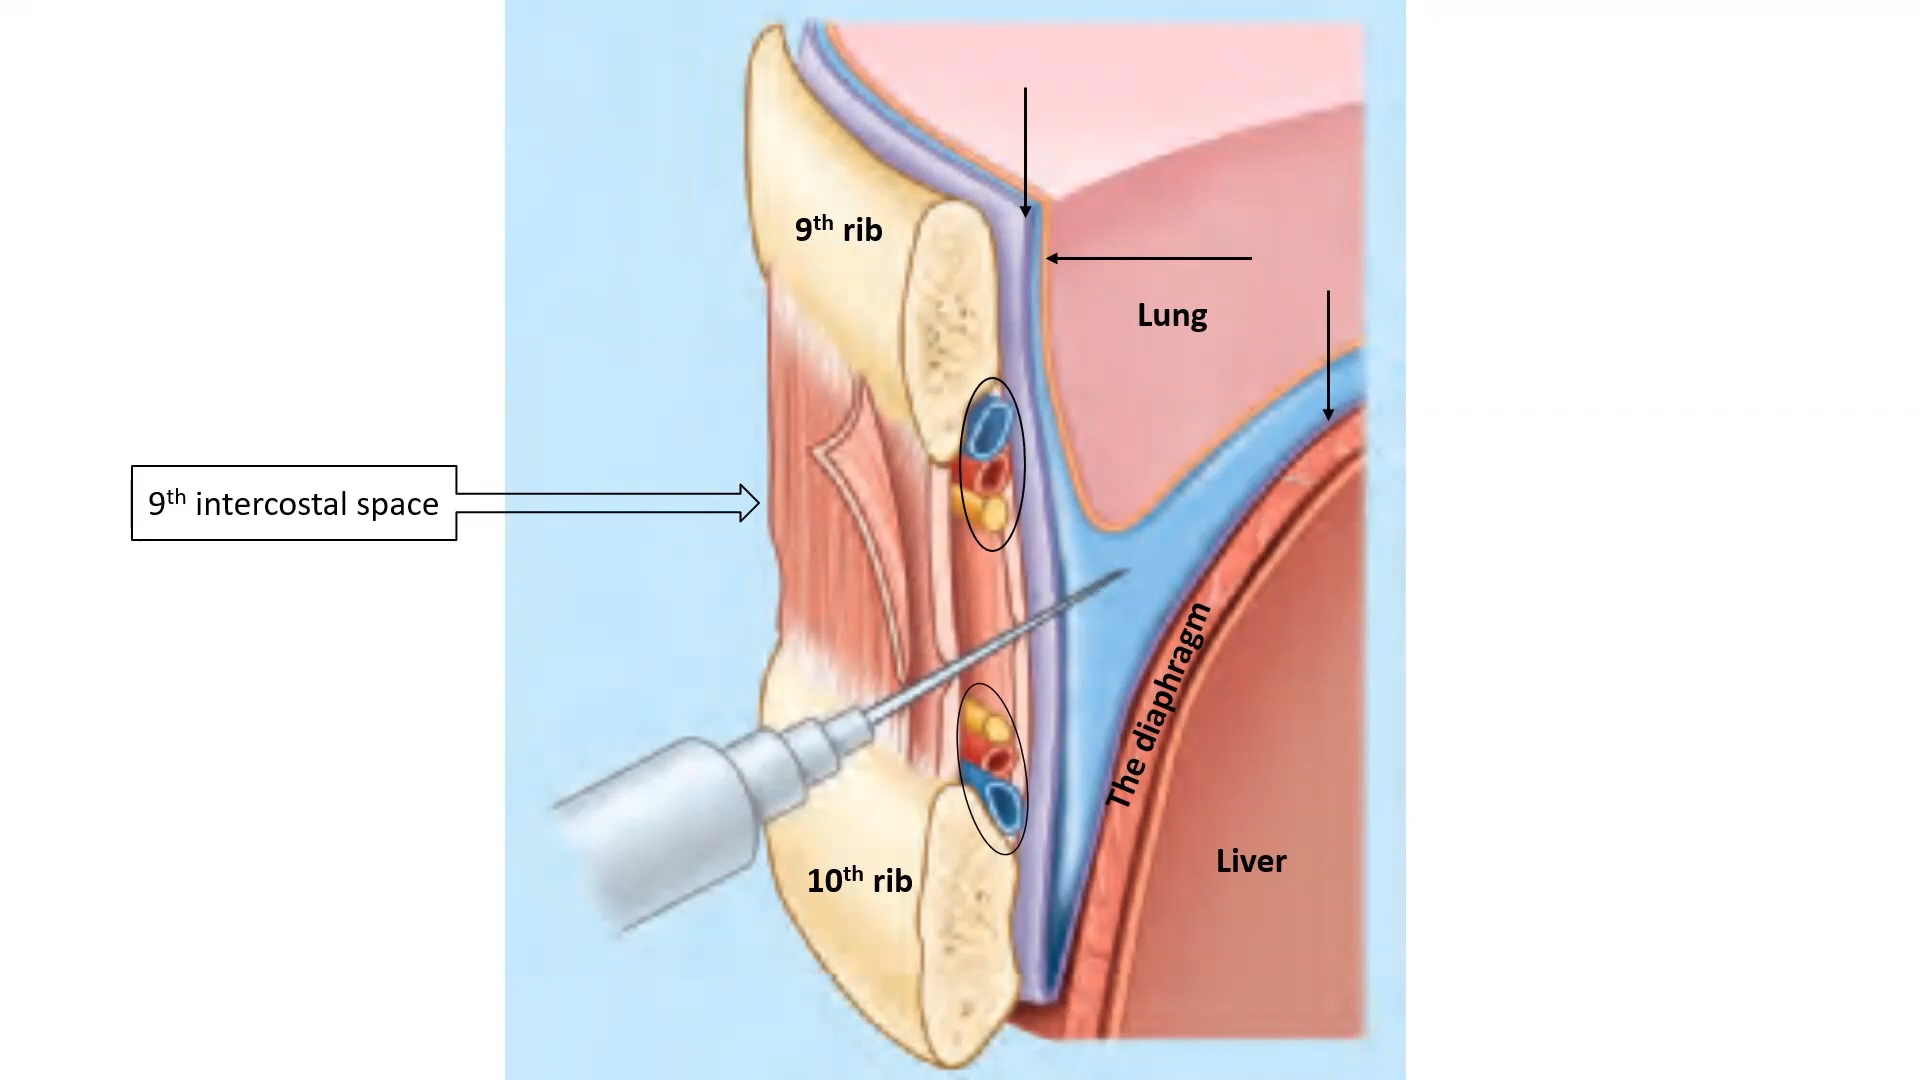 9th rib
Lung
9th intercostal space
The diaphragm
Liver
10th rib